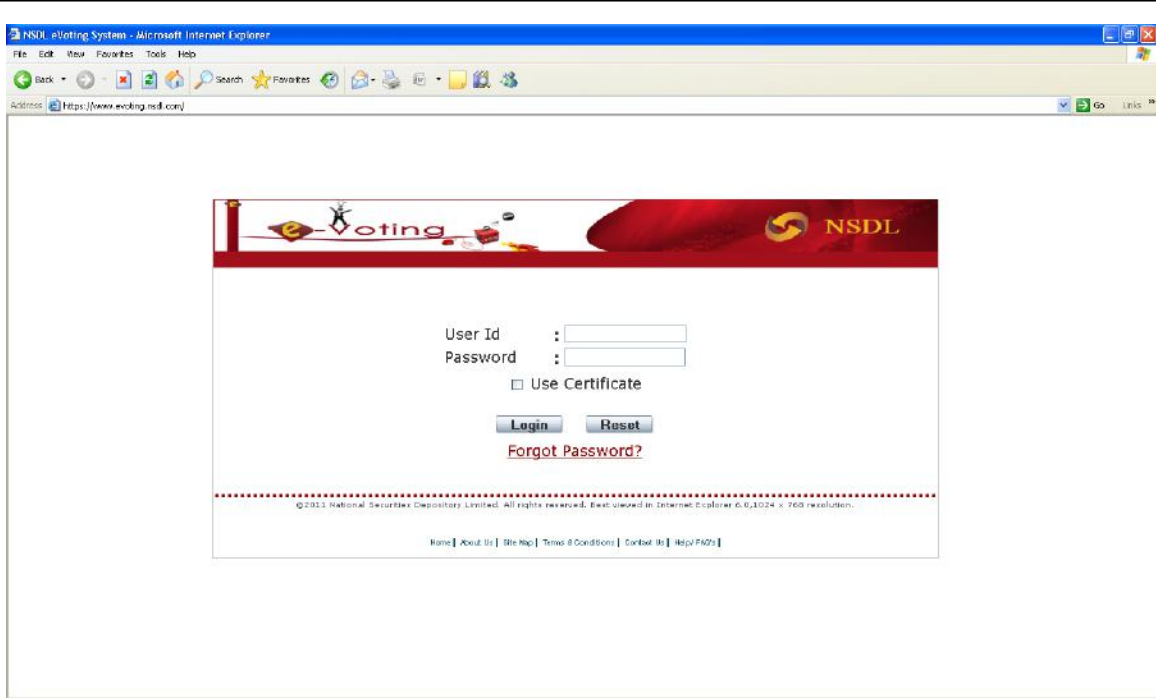 NSDL eVoting System - Microsoft Internet Explorer
File Edit View Favorites Tools Help
Back Search Favorites
Address https://www.evoting.nsdl.com/ Go Links »
e-Voting NSDL
User Id :
Password :
Use Certificate
Login Reset
Forgot Password?
©2011 National Securities Depository Limited. All rights reserved. Best viewed in Internet Explorer 6.0,1024 x 768 resolution.
Home | About Us | Site Map | Terms & Conditions | Contact Us | Help/ FAQ's |